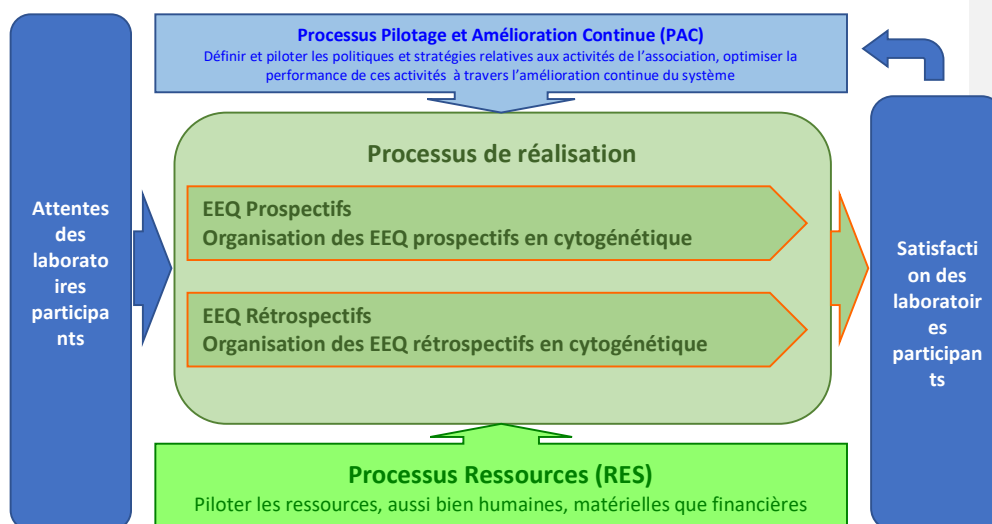 Processus Pilotage et Amélioration Continue (PAC)
Définir et piloter les politiques et stratégies relatives aux activités de l'association, optimiser la
performance de ces activités à travers l'amélioration continue du système
Attentes
des
laborato
ires
participa
nts
Processus de réalisation
EEQ Prospectifs
Organisation des EEQ prospectifs en cytogénétique
EEQ Rétrospectifs
Organisation des EEQ rétrospectifs en cytogénétique
Satisfacti
on des
laboratoir
es
participan
ts
Processus Ressources (RES)
Piloter les ressources, aussi bien humaines, matérielles que financières